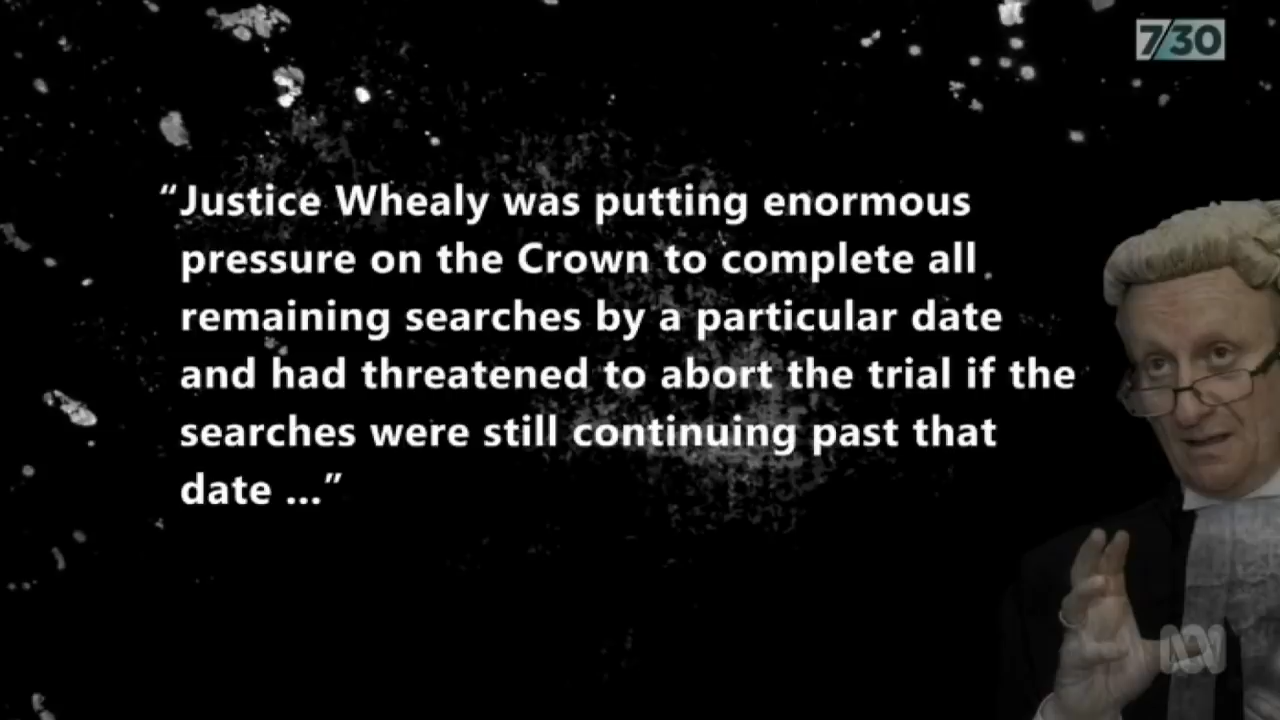 7/30
“Justice Whealy was putting enormous
pressure on the Crown to complete all
remaining searches by a particular date
and had threatened to abort the trial if the
searches were still continuing past that
date ...”